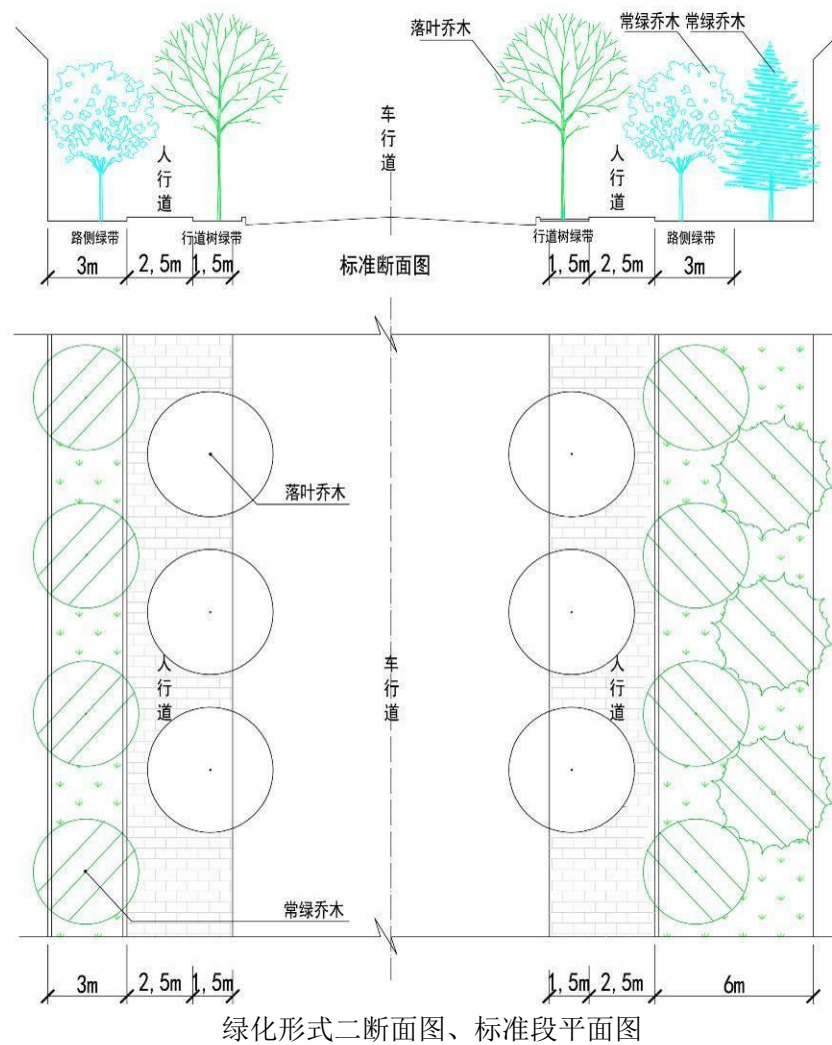 落叶乔木
常绿乔木 常绿乔木
车行道
人行道
人行道
路侧绿带
行道树绿带
行道树绿带
路侧绿带
3m
2,5m
1,5m
标准断面图
1,5m
2,5m
3m
落叶乔木
人行道
车行道
人行道
常绿乔木
3m
2,5m
1,5m
1,5m
2,5m
6m
绿化形式二断面图、标准段平面图